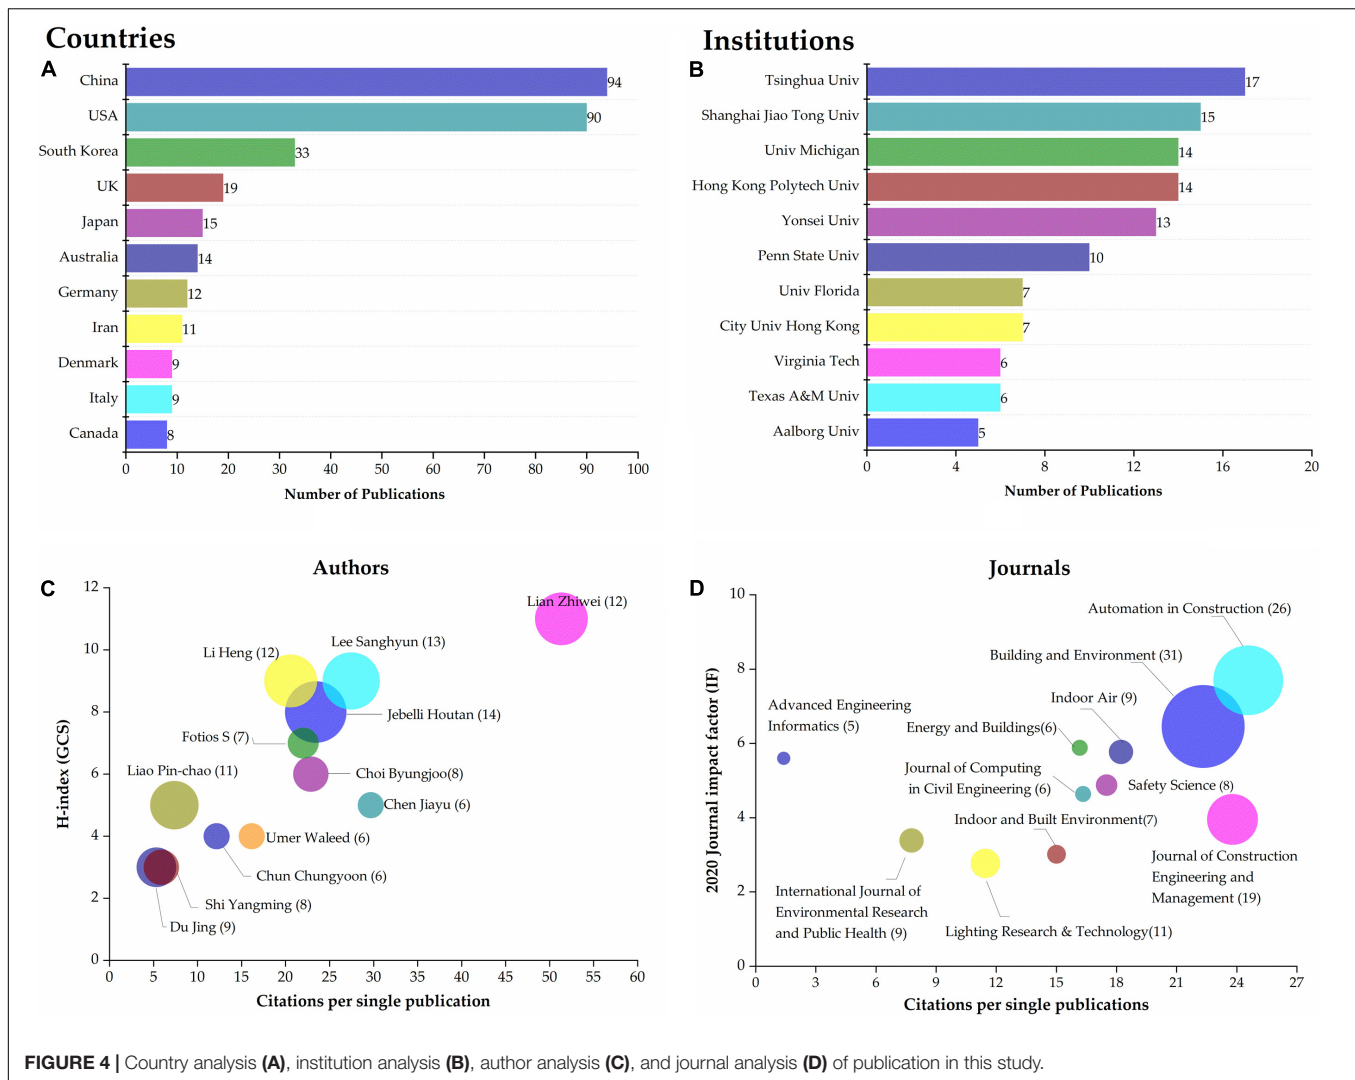 Countries
A
China
94
USA
90
South Korea
33
UK
19
Japan
15
Australia
14
Germany
12
Iran
11
Denmark
9
Italy
9
Canada
8
0 10 20 30 40 50 60 70 80 90 100
Number of Publications
Institutions
B
Tsinghua Univ
17
Shanghai Jiao Tong Univ
15
Univ Michigan
14
Hong Kong Polytech Univ
14
Yonsei Univ
13
Penn State Univ
10
Univ Florida
7
City Univ Hong Kong
7
Virginia Tech
6
Texas A&M Univ
6
Aalborg Univ
5
0 4 8 12 16 20
Number of Publications
Authors
C
H-index (GCS)
12
10
8
6
4
2
0
Lian Zhiwei (12)
Lee Sanghyun (13)
Li Heng (12)
Jebelli Houtan (14)
Fotios S (7)
Liao Pin-chao (11)
Choi Byungjoo(8)
Chen Jiayu (6)
Umer Waleed (6)
Chun Chungyoon (6)
Shi Yangming (8)
Du Jing (9)
0 5 10 15 20 25 30 35 40 45 50 55 60
Citations per single publication
Journals
D
2020 Journal impact factor (IF)
10
8
6
4
2
0
Automation in Construction (26)
Building and Environment (31)
Indoor Air (9)
Advanced Engineering
Informatics (5)
Energy and Buildings(6)
Journal of Computing
in Civil Engineering (6)
Safety Science (8)
Indoor and Built Environment(7)
Journal of Construction
Engineering and
Management (19)
International Journal of
Environmental Research
and Public Health (9)
Lighting Research & Technology(11)
0 3 6 9 12 15 18 21 24 27
Citations per single publications
FIGURE 4 | Country analysis (A), institution analysis (B), author analysis (C), and journal analysis (D) of publication in this study.